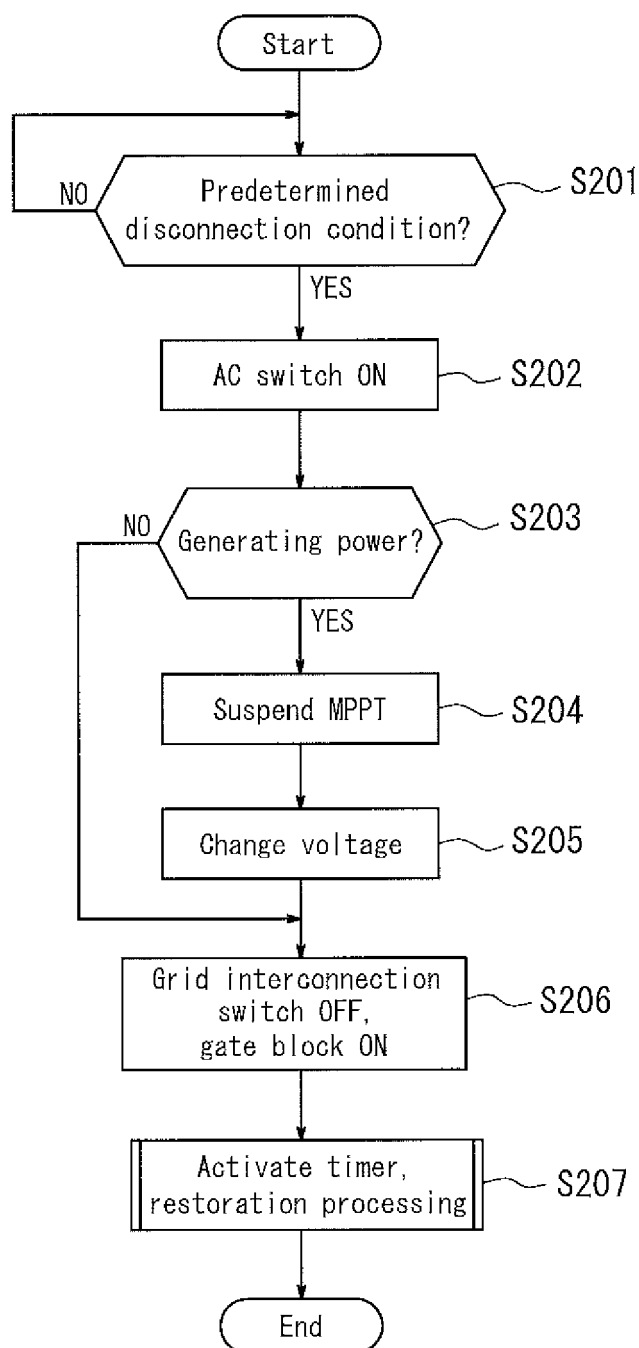 Start
NO
Predetermined
disconnection condition?
S201
YES
AC switch ON
S202
NO
Generating power?
S203
YES
Suspend MPPT
S204
Change voltage
S205
Grid interconnection
switch OFF,
gate block ON
S206
Activate timer,
restoration processing
S207
End